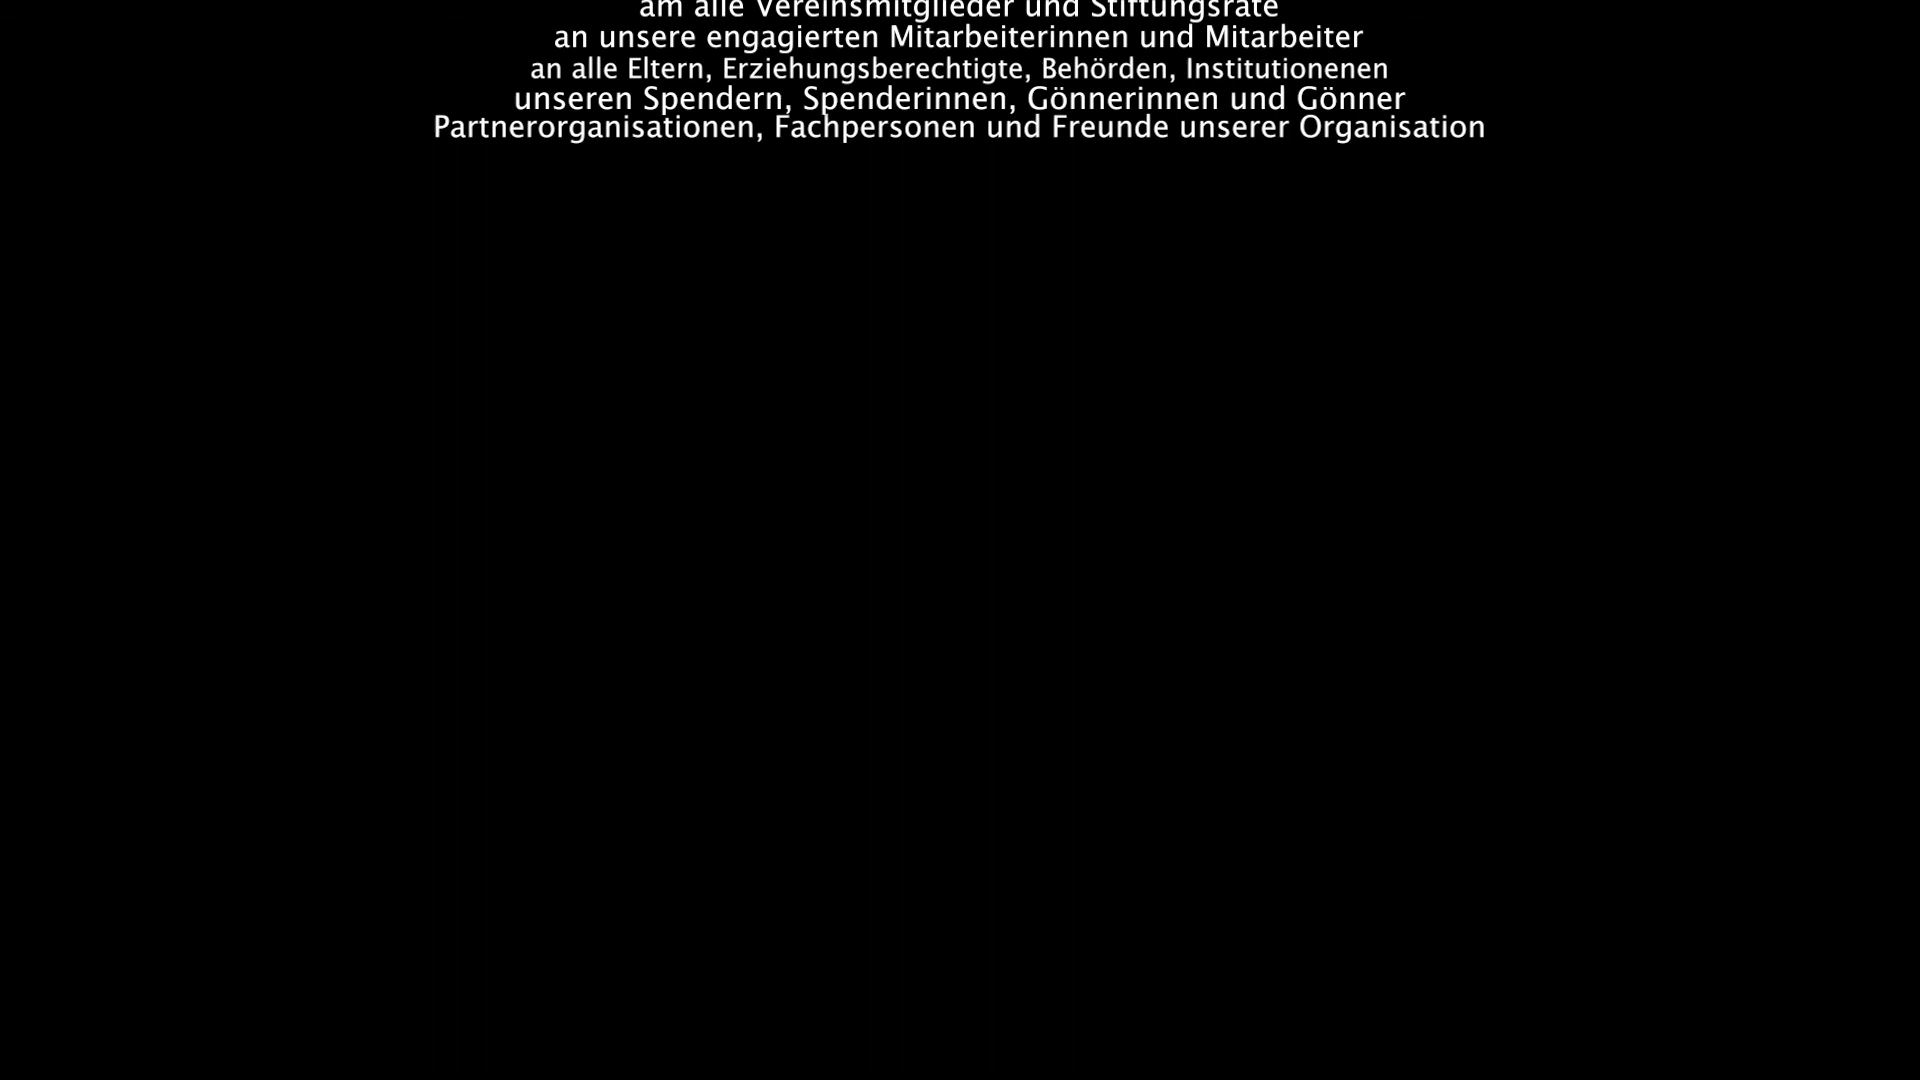 am alle Vereinsmitglieder und Stiftungsräte
an unsere engagierten Mitarbeiterinnen und Mitarbeiter
an alle Eltern, Erziehungsberechtigte, Behörden, Institutionenen
unseren Spendern, Spenderinnen, Gönnerinnen und Gönner
Partnerorganisationen, Fachpersonen und Freunde unserer Organisation